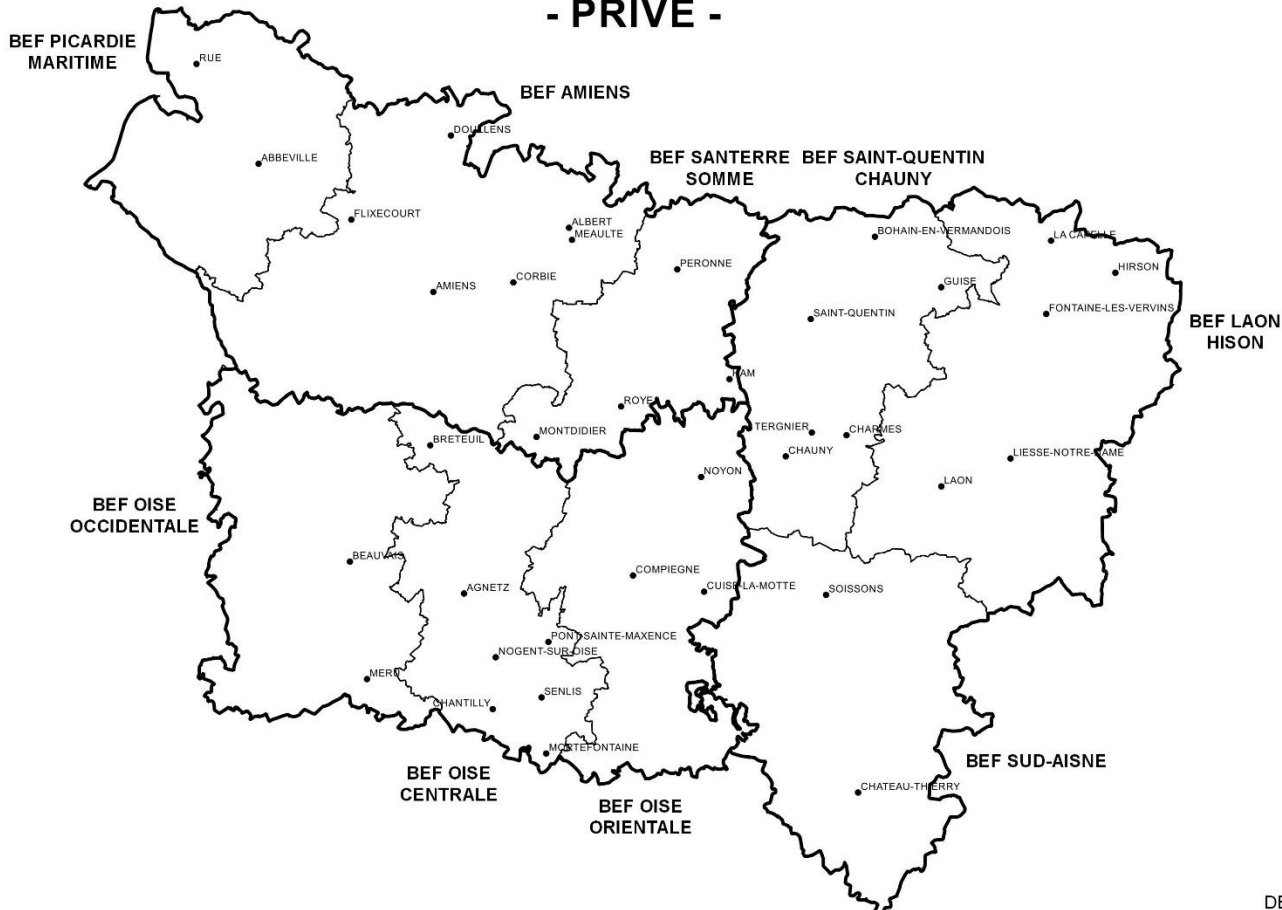 - PRIVE -
BEF PICARDIE
MARITIME
RUE
BEF AMIENS
DOULLENS
ABBEVILLE
BEF SANTERRE
SOMME
BEF SAINT-QUENTIN
CHAUNY
FLIXECOURT
ALBERT
MEAULTE
BOHAIN-EN-VERMANDOIS
LA CAPELLE
PERONNE
HIRSON
CORBIE
AMIENS
GUISE
SAINT-QUENTIN
FONTAINE-LES-VERVINS
BEF LAON
HISON
HAM
ROYE
MONTDIDIER
BRETEUIL
TERGNIER
CHARMES
CHAUNY
LIESSE-NOTRE-DAME
NOYON
LAON
BEF OISE
OCCIDENTALE
BEAUVAIS
COMPIEGNE
AGNETZ
CUISE-LA-MOTTE
SOISSONS
PONT-SAINTE-MAXENCE
NOGENT-SUR-OISE
MERU
SENLIS
CHANTILLY
MORTEFONTAINE
BEF OISE
CENTRALE
BEF SUD-AISNE
CHATEAU-THIERRY
BEF OISE
ORIENTALE